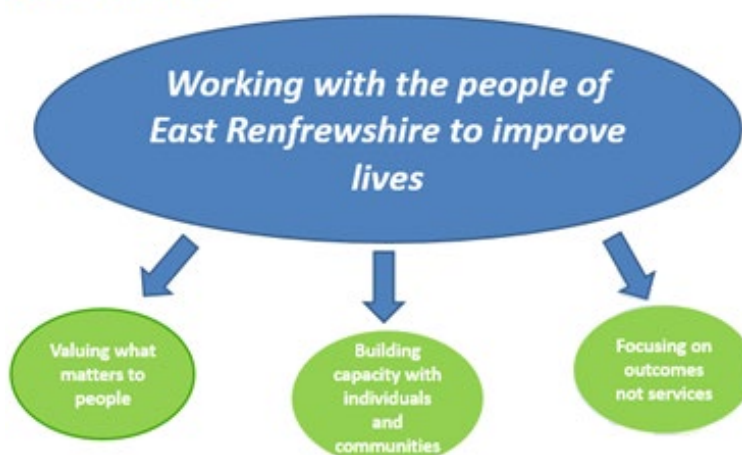 Working with the people of
East Renfrewshire to improve
lives
Valuing what
matters to
people
Building
capacity with
individuals
and
communities
Focusing on
outcomes
not services